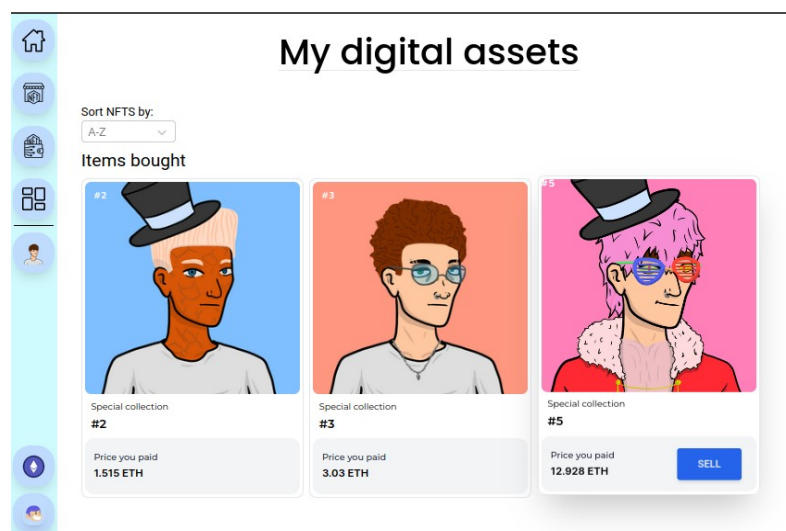 My digital assets
Sort NFTS by:
A-Z
Items bought
#2
#3
#5
Special collection
#2
Price you paid
1.515 ETH
Special collection
#3
Price you paid
3.03 ETH
Special collection
#5
Price you paid
12.928 ETH
SELL